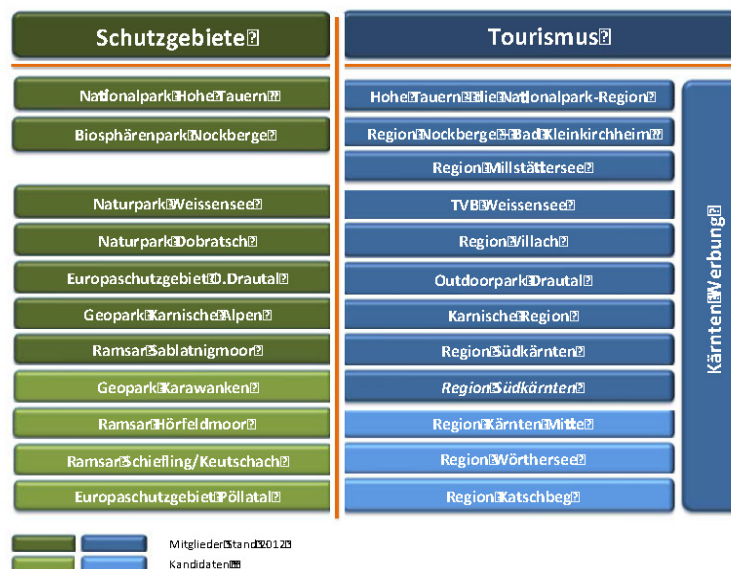 Schutzgebiete
Tourismus
Nationalpark Hohe Tauern
Hohe Tauern – die Nationalpark-Region
Biosphärenpark Nockberge
Region Nockberge – Bad Kleinkirchheim
Region Millstättersee
Naturpark Weissensee
TVB Weissensee
Naturpark Dobratsch
Region Villach
Europaschutzgebiet O.Drautal
Outdoorpark Drautal
Geopark Karnische Alpen
Karnische Region
Ramsar Sablatnigmoor
Region Südkärnten
Geopark Karawanken
Region Südkärnten
Ramsar Hörfeldmoor
Region Kärnten Mitte
Ramsar Schiefling/Keutschach
Region Wörthersee
Europaschutzgebiet Pöllatal
Region Katschbeg
Kärnten Werbung
Mitglieder Stand 2012
Kandidaten